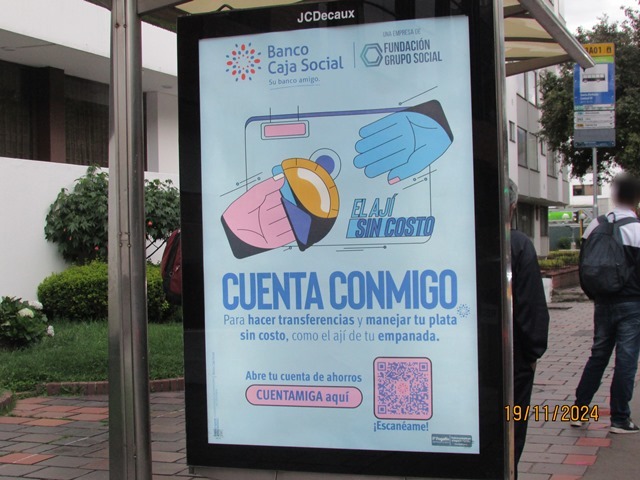 JCDecaux
Banco
Caja Social
Su banco amigo.
UNA EMPRESA DE
FUNDACIÓN
GRUPO SOCIAL
EL AJÍ
SIN COSTO
CUENTA CONMIGO
Para hacer transferencias y manejar tu plata
sin costo, como el ají de tu empanada.
Abre tu cuenta de ahorros
CUENTAMIGA aquí
¡Escanéame!
19/11/2024